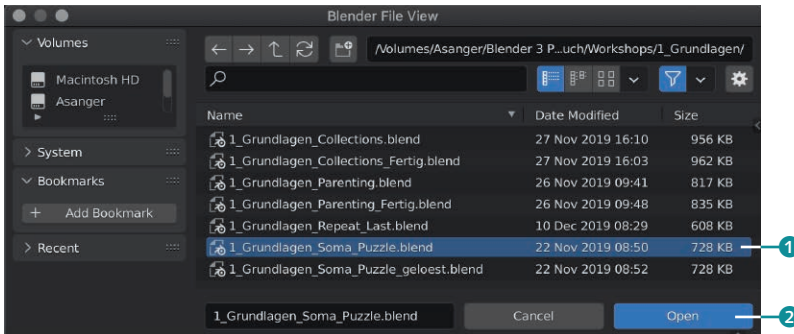 Blender File View
Volumes
/Volumes/Asanger/Blender 3 P...uch/Workshops/1_Grundlagen/
Macintosh HD
Asanger
Name Date Modified Size
1_Grundlagen_Collections.blend 27 Nov 2019 16:10 956 KB
System
1_Grundlagen_Collections_Fertig.blend 27 Nov 2019 16:03 962 KB
Bookmarks
1_Grundlagen_Parenting.blend 26 Nov 2019 09:41 817 KB
1_Grundlagen_Parenting_Fertig.blend 26 Nov 2019 09:48 835 KB
+ Add Bookmark
1_Grundlagen_Repeat_Last.blend 10 Dec 2019 08:29 608 KB
Recent
1_Grundlagen_Soma_Puzzle.blend 22 Nov 2019 08:50 728 KB 1
1_Grundlagen_Soma_Puzzle_geloest.blend 22 Nov 2019 08:52 728 KB
1_Grundlagen_Soma_Puzzle.blend Cancel Open 2